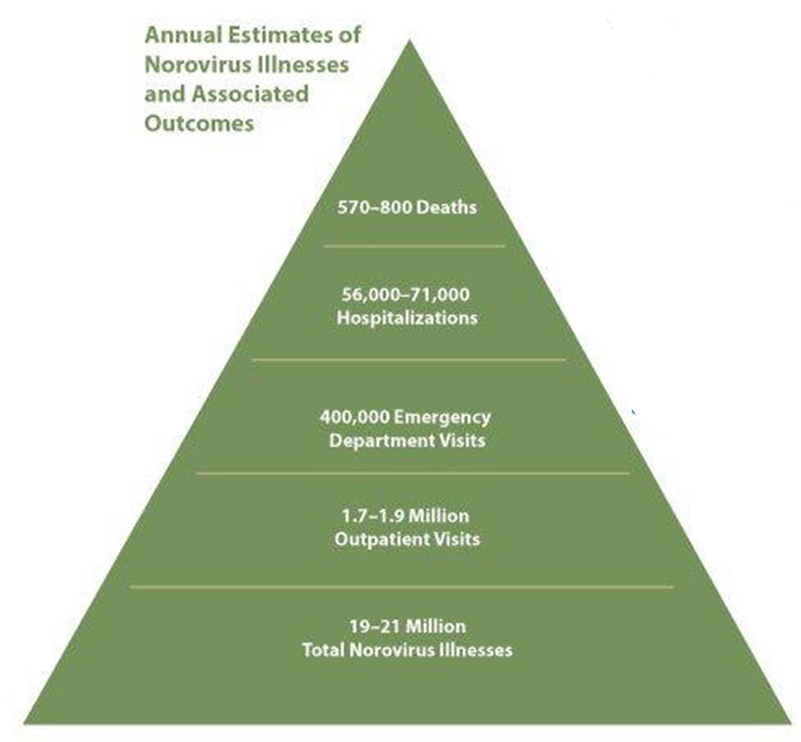 Annual Estimates of
Norovirus Illnesses
and Associated
Outcomes
570–800 Deaths
56,000–71,000
Hospitalizations
400,000 Emergency
Department Visits
1.7–1.9 Million
Outpatient Visits
19–21 Million
Total Norovirus Illnesses